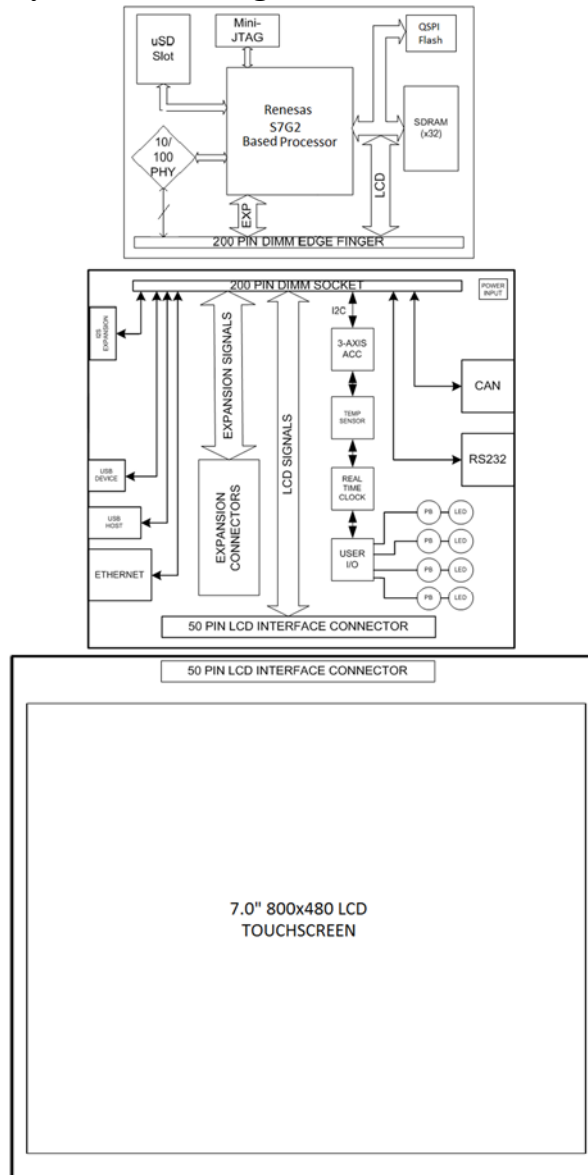 uSD
Slot
Mini-
JTAG
QSPI
Flash
Renesas
S7G2
Based Processor
SDRAM
(x32)
10/
100
PHY
EXP
LCD
200 PIN DIMM EDGE FINGER
200 PIN DIMM SOCKET
POWER
INPUT
I2S
EXPANSION
EXPANSION SIGNALS
LCD SIGNALS
I2C
3-AXIS
ACC
CAN
TEMP
SENSOR
RS232
USB
DEVICE
EXPANSION
CONNECTORS
REAL
TIME
CLOCK
USB
HOST
USER
I/O
PB LED
PB LED
PB LED
PB LED
ETHERNET
50 PIN LCD INTERFACE CONNECTOR
50 PIN LCD INTERFACE CONNECTOR
7.0" 800x480 LCD
TOUCHSCREEN